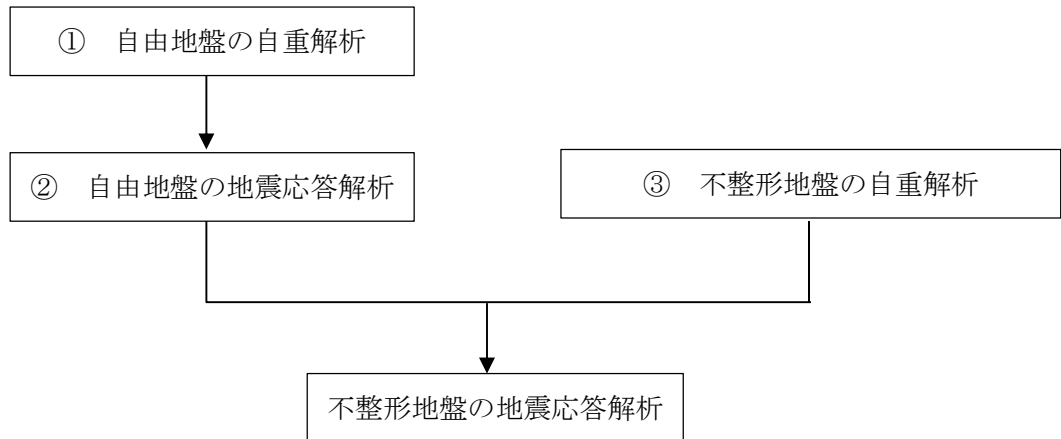 ① 自由地盤の自重解析
② 自由地盤の地震応答解析
③ 不整形地盤の自重解析
不整形地盤の地震応答解析